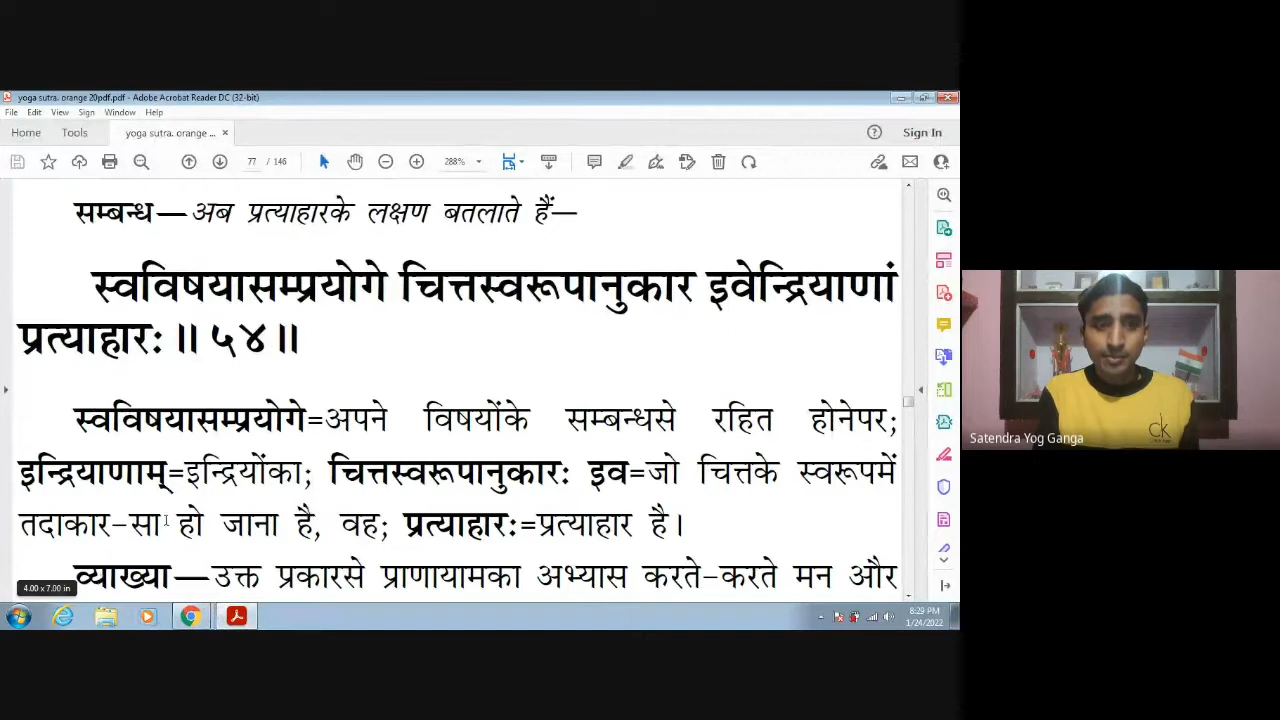 yoga sutra. orange 20pdf.pdf - Adobe Acrobat Reader DC (32-bit)
File Edit View Sign Window Help
Home Tools yoga sutra. orange ... × Sign In
77 / 146 288%
सम्बन्ध—अब प्रत्याहारके लक्षण बतलाते हैं—
स्वविषयासम्प्रयोगे चित्तस्वरूपानुकार इवेन्द्रियाणां
प्रत्याहारः॥ ५४॥
स्वविषयासम्प्रयोगे=अपने विषयोंके सम्बन्धसे रहित होनेपर;
इन्द्रियाणाम्=इन्द्रियोंका; चित्तस्वरूपानुकारः इव=जो चित्तके स्वरूपमें
तदाकार-सा हो जाना है, वह; प्रत्याहारः=प्रत्याहार है।
व्याख्या—उक्त प्रकारसे प्राणायामका अभ्यास करते-करते मन और
4.00 x 7.00 in
8:29 PM
1/24/2022
ck
Satendra Yog Ganga